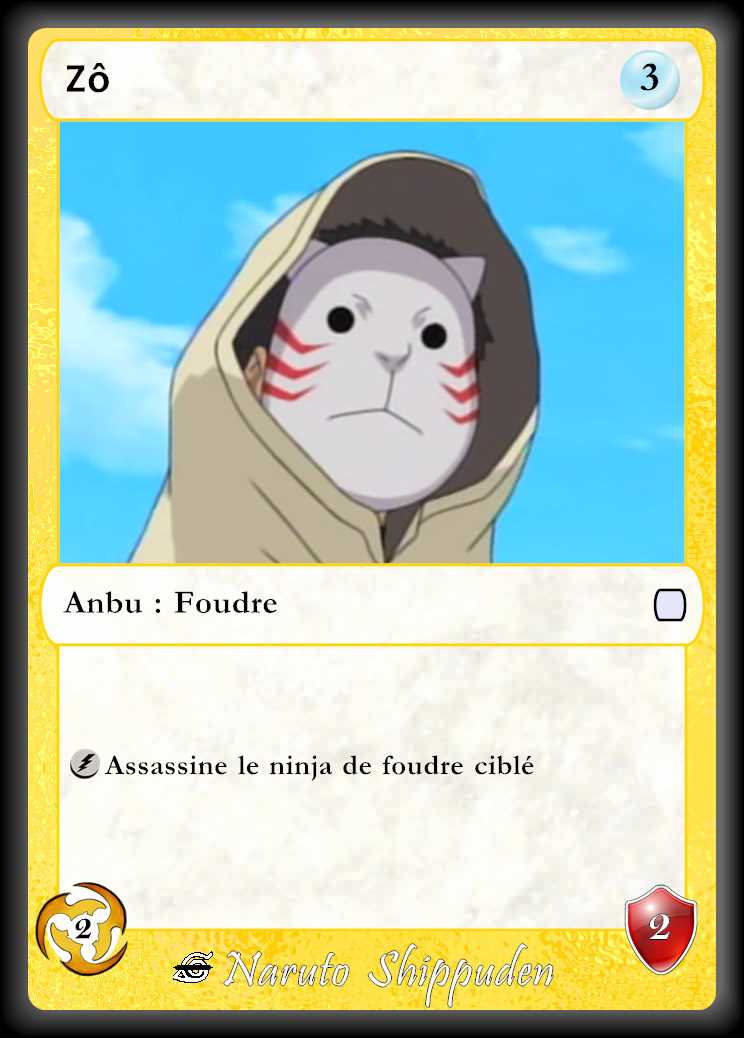 Zô
3
Anbu : Foudre
Assassine le ninja de foudre ciblé
2
2
Naruto Shippuden